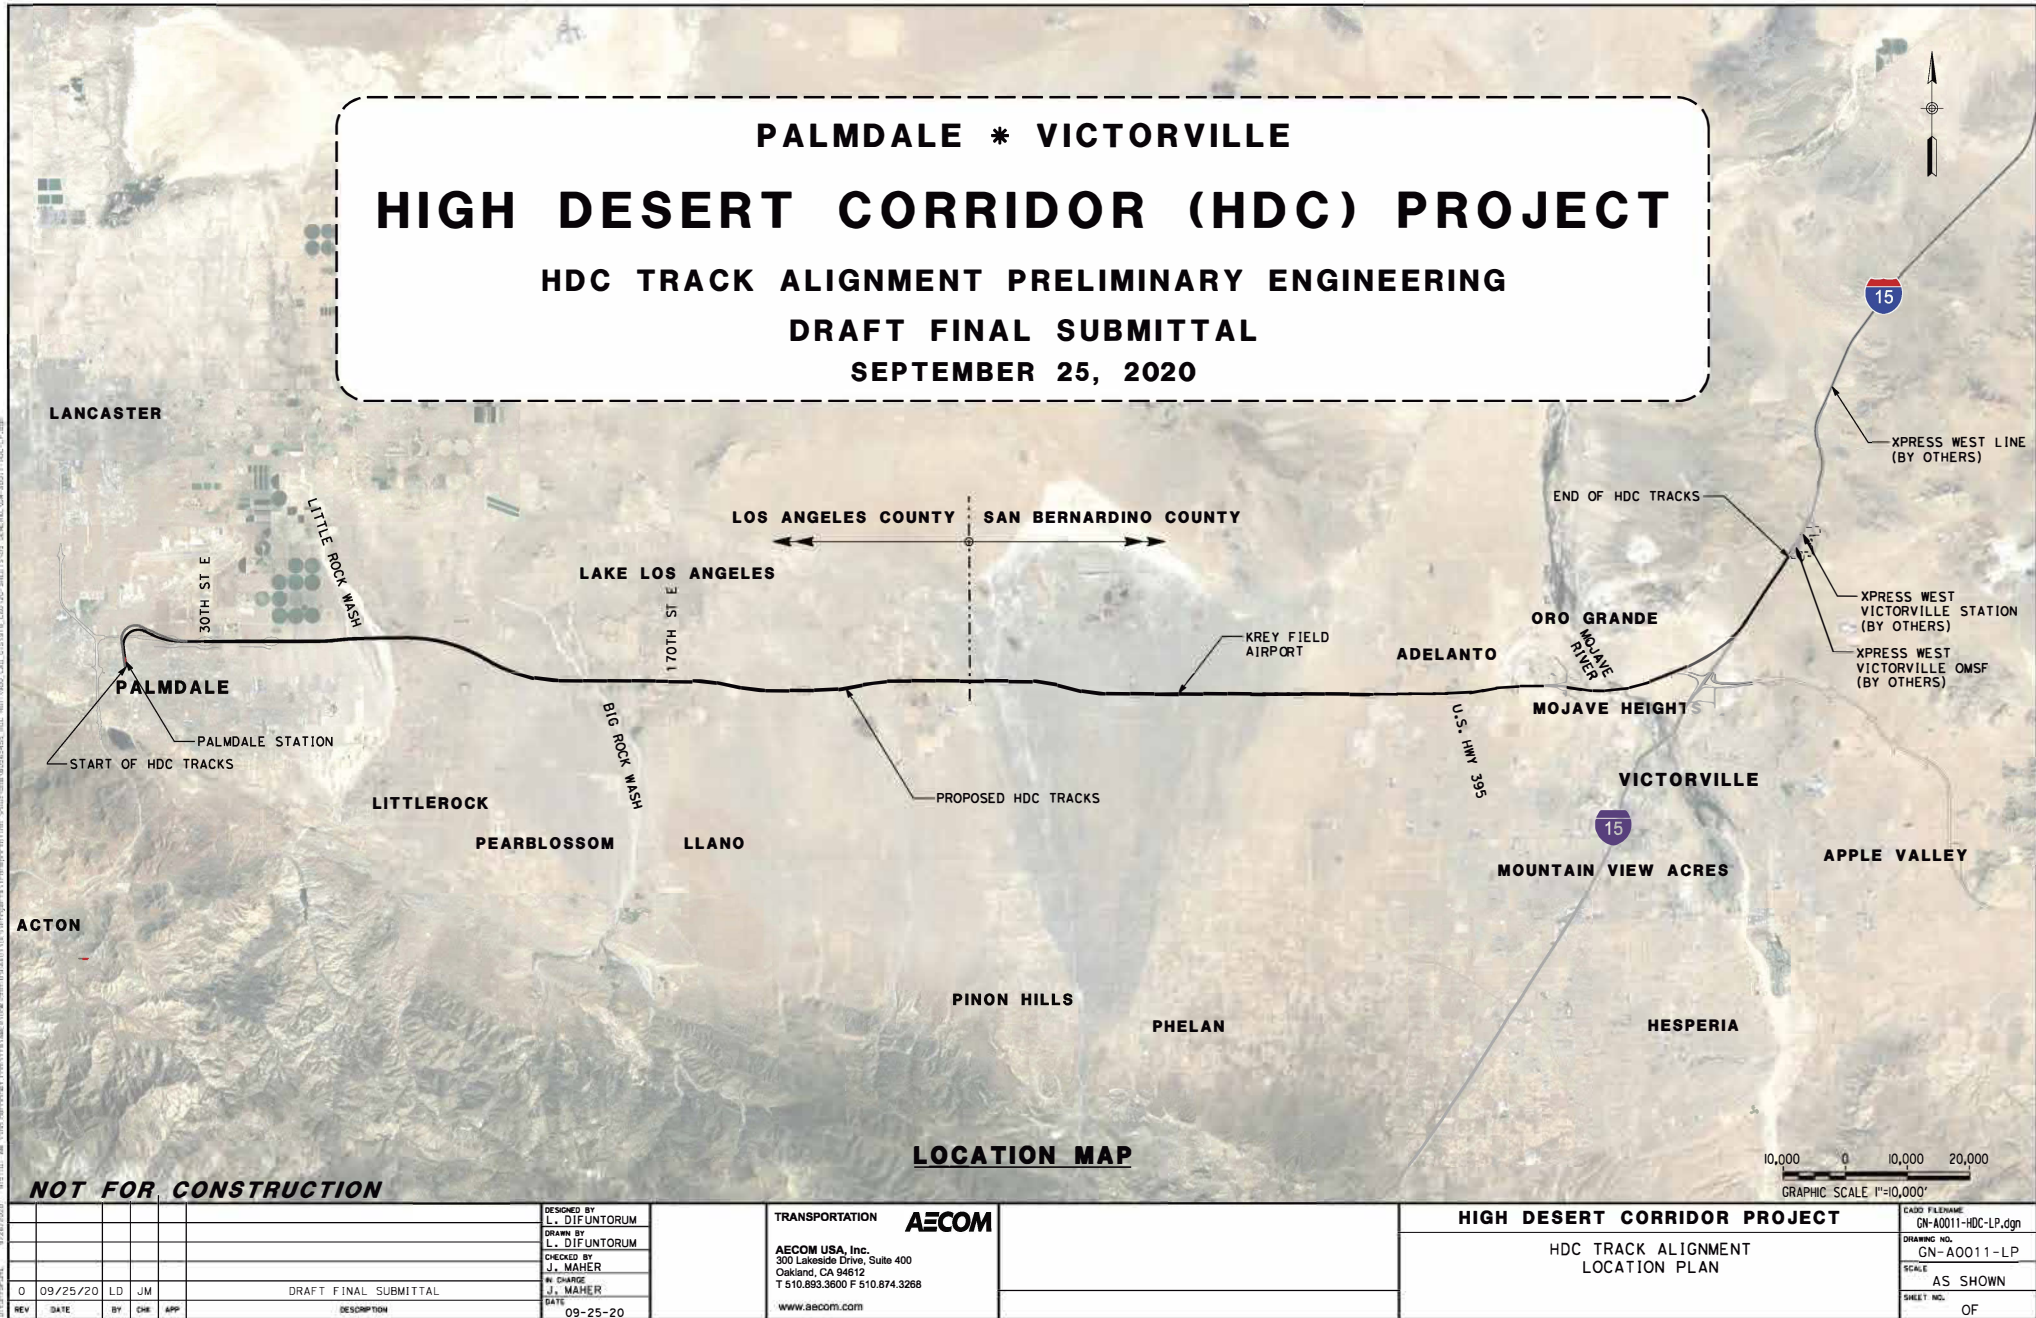 PALMDALE * VICTORVILLE
HIGH DESERT CORRIDOR (HDC) PROJECT
HDC TRACK ALIGNMENT PRELIMINARY ENGINEERING
DRAFT FINAL SUBMITTAL
SEPTEMBER 25, 2020
15
LANCASTER
XPRESS WEST LINE
(BY OTHERS)
END OF HDC TRACKS
LITTLE ROCK WASH
LOS ANGELES COUNTY
SAN BERNARDINO COUNTY
30TH ST E
LAKE LOS ANGELES
170TH ST E
XPRESS WEST
VICTORVILLE STATION
(BY OTHERS)
ORO GRANDE
MOJAVE
RIVER
KREY FIELD
AIRPORT
ADELANTO
XPRESS WEST
VICTORVILLE OMSF
(BY OTHERS)
PALMDALE
MOJAVE HEIGHTS
BIG ROCK WASH
U.S. HWY 395
PALMDALE STATION
START OF HDC TRACKS
VICTORVILLE
LITTLEROCK
PROPOSED HDC TRACKS
15
PEARBLOSSOM
LLANO
APPLE VALLEY
MOUNTAIN VIEW ACRES
ACTON
PINON HILLS
PHELAN
HESPERIA
LOCATION MAP
10,000 0 10,000 20,000
GRAPHIC SCALE 1"=10,000'
NOT FOR CONSTRUCTION
0 09/25/20 LD JM DRAFT FINAL SUBMITTAL
REV DATE BY CHK APP DESCRIPTION
DESIGNED BY
L. DIFUNTORUM
DRAWN BY
L. DIFUNTORUM
CHECKED BY
J. MAHER
IN CHARGE
J. MAHER
DATE
09-25-20
TRANSPORTATION AECOM
AECOM USA, Inc.
300 Lakeside Drive, Suite 400
Oakland, CA 94612
T 510.893.3600 F 510.874.3268
www.aecom.com
HIGH DESERT CORRIDOR PROJECT
HDC TRACK ALIGNMENT
LOCATION PLAN
CADD FILENAME
GN-A0011-HDC-LP.dgn
DRAWING NO.
GN-A0011-LP
SCALE
AS SHOWN
SHEET NO.
OF